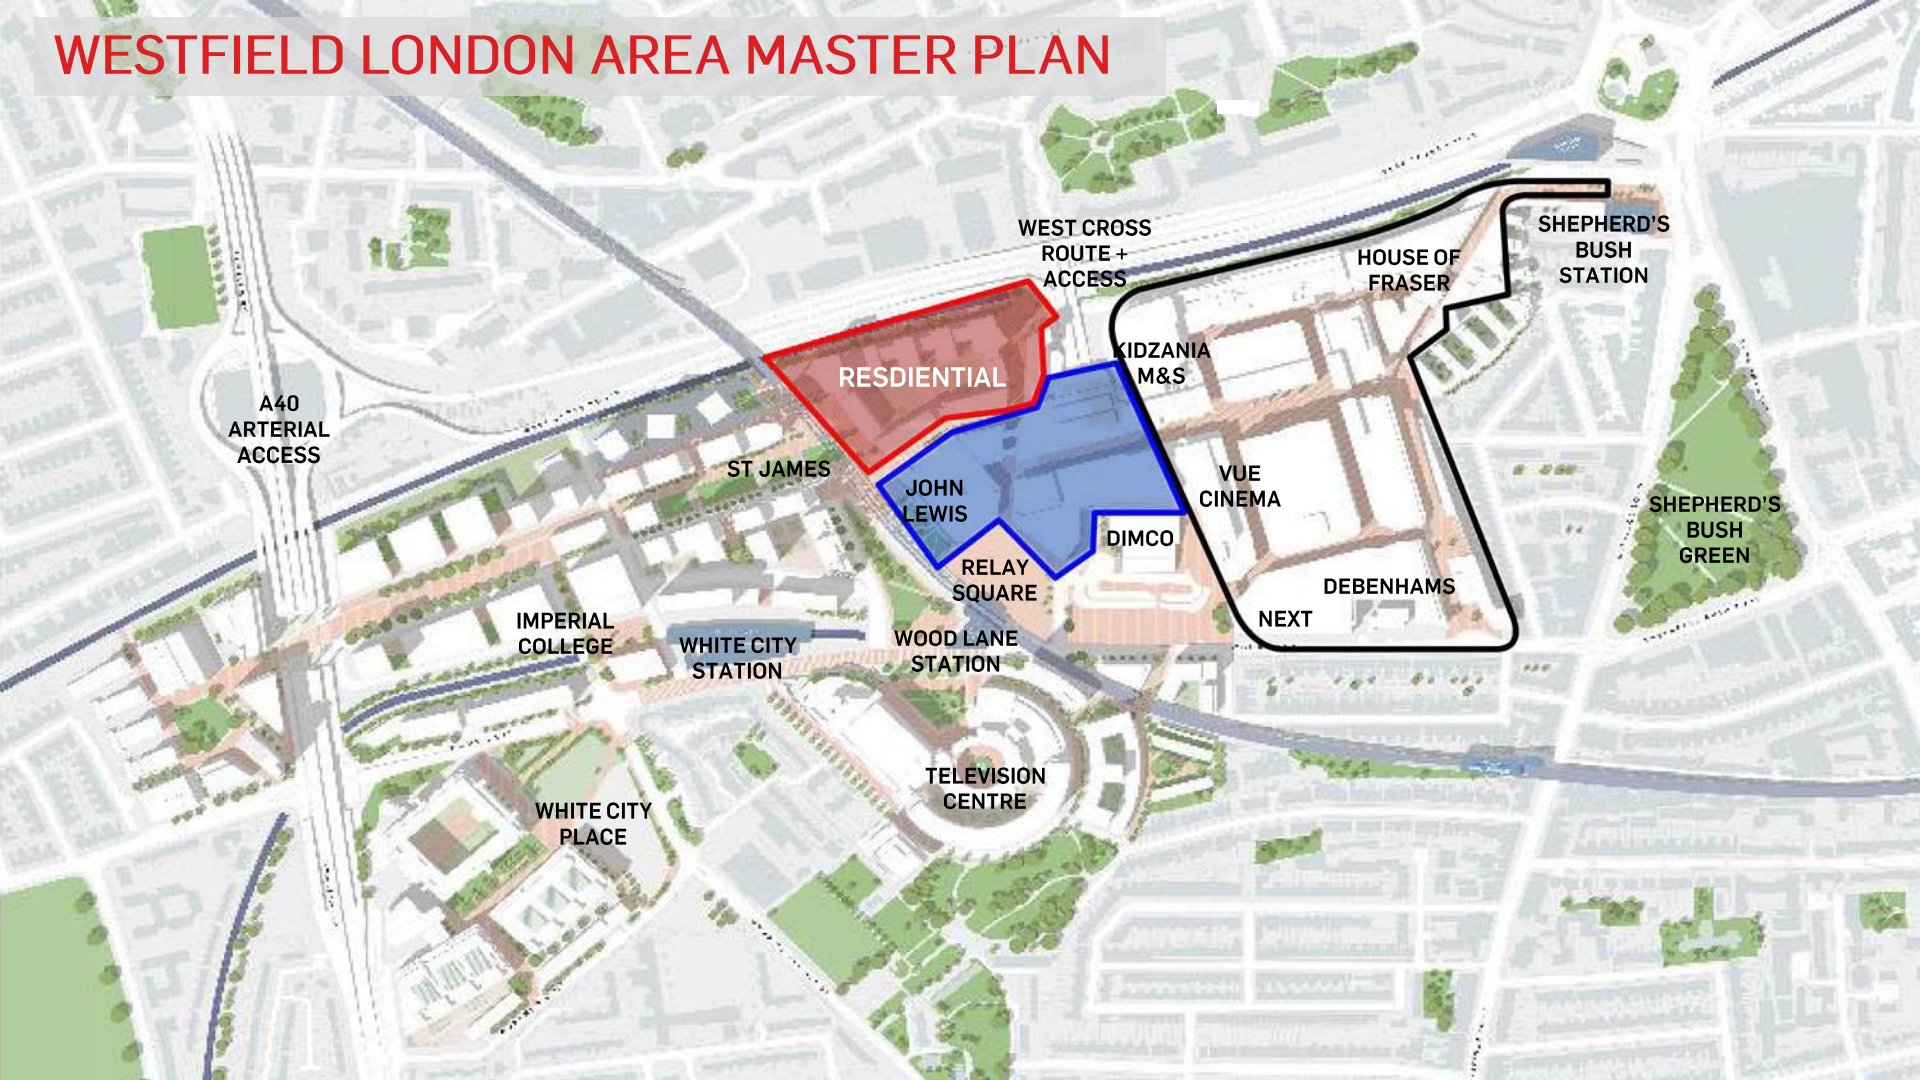 WESTFIELD LONDON AREA MASTER PLAN
WEST CROSS
ROUTE +
ACCESS
SHEPHERD'S
BUSH
STATION
HOUSE OF
FRASER
KIDZANIA
M&S
RESDIENTIAL
A40
ARTERIAL
ACCESS
ST JAMES
JOHN
LEWIS
VUE
CINEMA
SHEPHERD'S
BUSH
GREEN
DIMCO
RELAY
SQUARE
DEBENHAMS
NEXT
IMPERIAL
COLLEGE
WHITE CITY
STATION
WOOD LANE
STATION
TELEVISION
CENTRE
WHITE CITY
PLACE